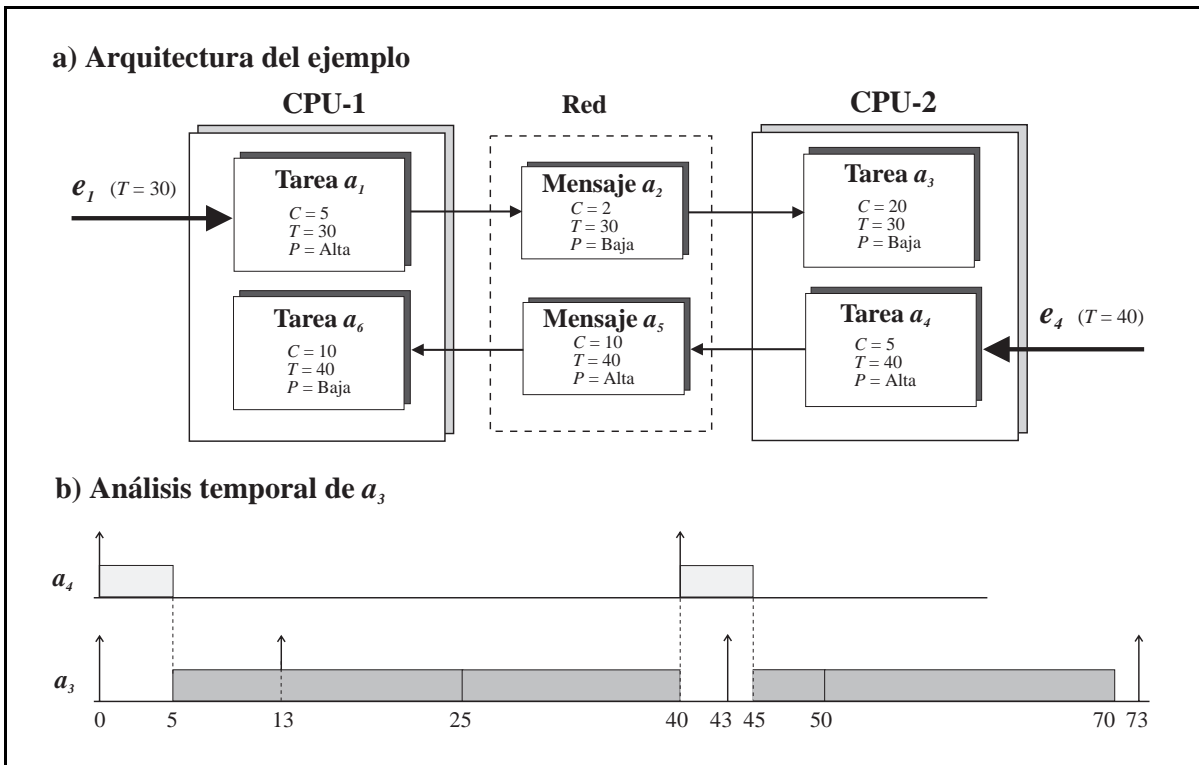 a) Arquitectura del ejemplo
CPU-1
Red
CPU-2
e1 (T = 30)
Tarea a1
C = 5
T = 30
P = Alta
Mensaje a2
C = 2
T = 30
P = Baja
Tarea a3
C = 20
T = 30
P = Baja
Tarea a6
C = 10
T = 40
P = Baja
Mensaje a5
C = 10
T = 40
P = Alta
Tarea a4
C = 5
T = 40
P = Alta
e4 (T = 40)
b) Análisis temporal de a3
a4
a3
0 5 13 25 40 43 45 50 70 73